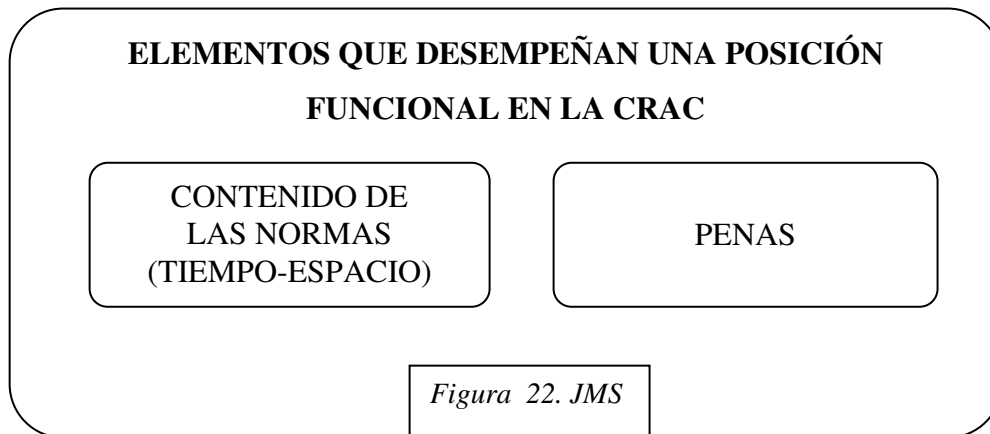 ELEMENTOS QUE DESEMPEÑAN UNA POSICIÓN
FUNCIONAL EN LA CRAC
CONTENIDO DE
LAS NORMAS
(TIEMPO-ESPACIO)
PENAS
Figura 22. JMS